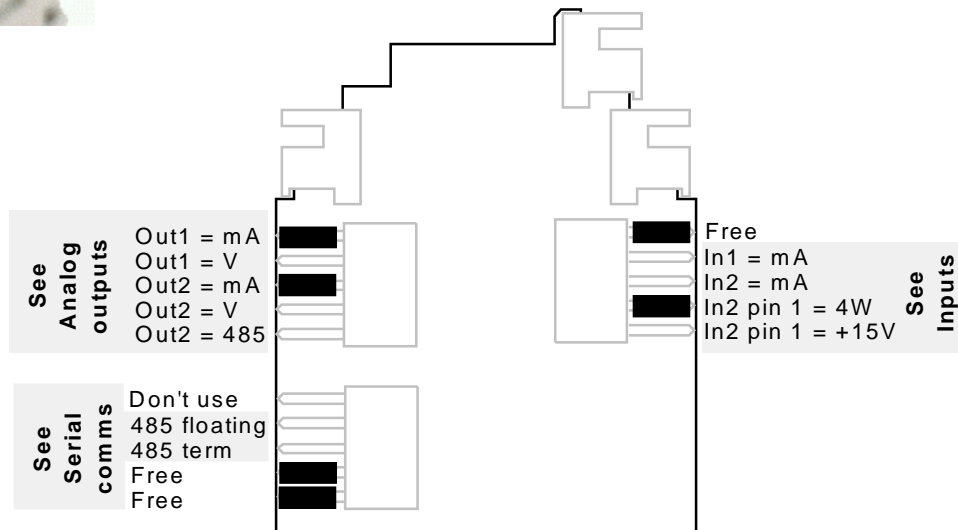 See
Analog
outputs
Out1 = mA
Out1 = V
Out2 = mA
Out2 = V
Out2 = 485
Free
In1 = mA
In2 = mA
In2 pin 1 = 4W
In2 pin 1 = +15V
See
Inputs
See
Serial
comms
Don't use
485 floating
485 term
Free
Free